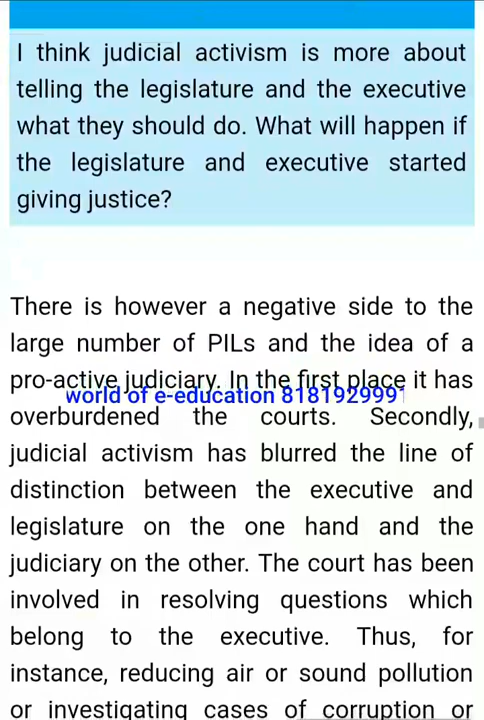 I think judicial activism is more about
telling the legislature and the executive
what they should do. What will happen if
the legislature and executive started
giving justice?
There is however a negative side to the
large number of PILs and the idea of a
pro-active judiciary. In the first place it has
world of e-education 8181929991
overburdened the courts. Secondly,
judicial activism has blurred the line of
distinction between the executive and
legislature on the one hand and the
judiciary on the other. The court has been
involved in resolving questions which
belong to the executive. Thus, for
instance, reducing air or sound pollution
or investigating cases of corruption or